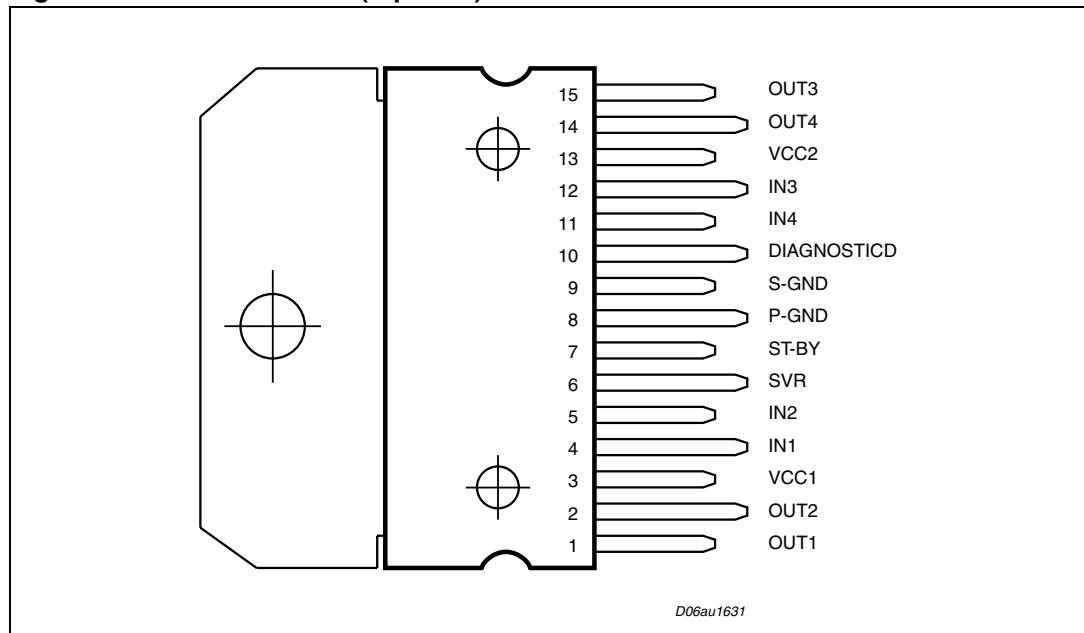 15 OUT3
14 OUT4
13 VCC2
12 IN3
11 IN4
10 DIAGNOSTICD
9 S-GND
8 P-GND
7 ST-BY
6 SVR
5 IN2
4 IN1
3 VCC1
2 OUT2
1 OUT1
D06au1631